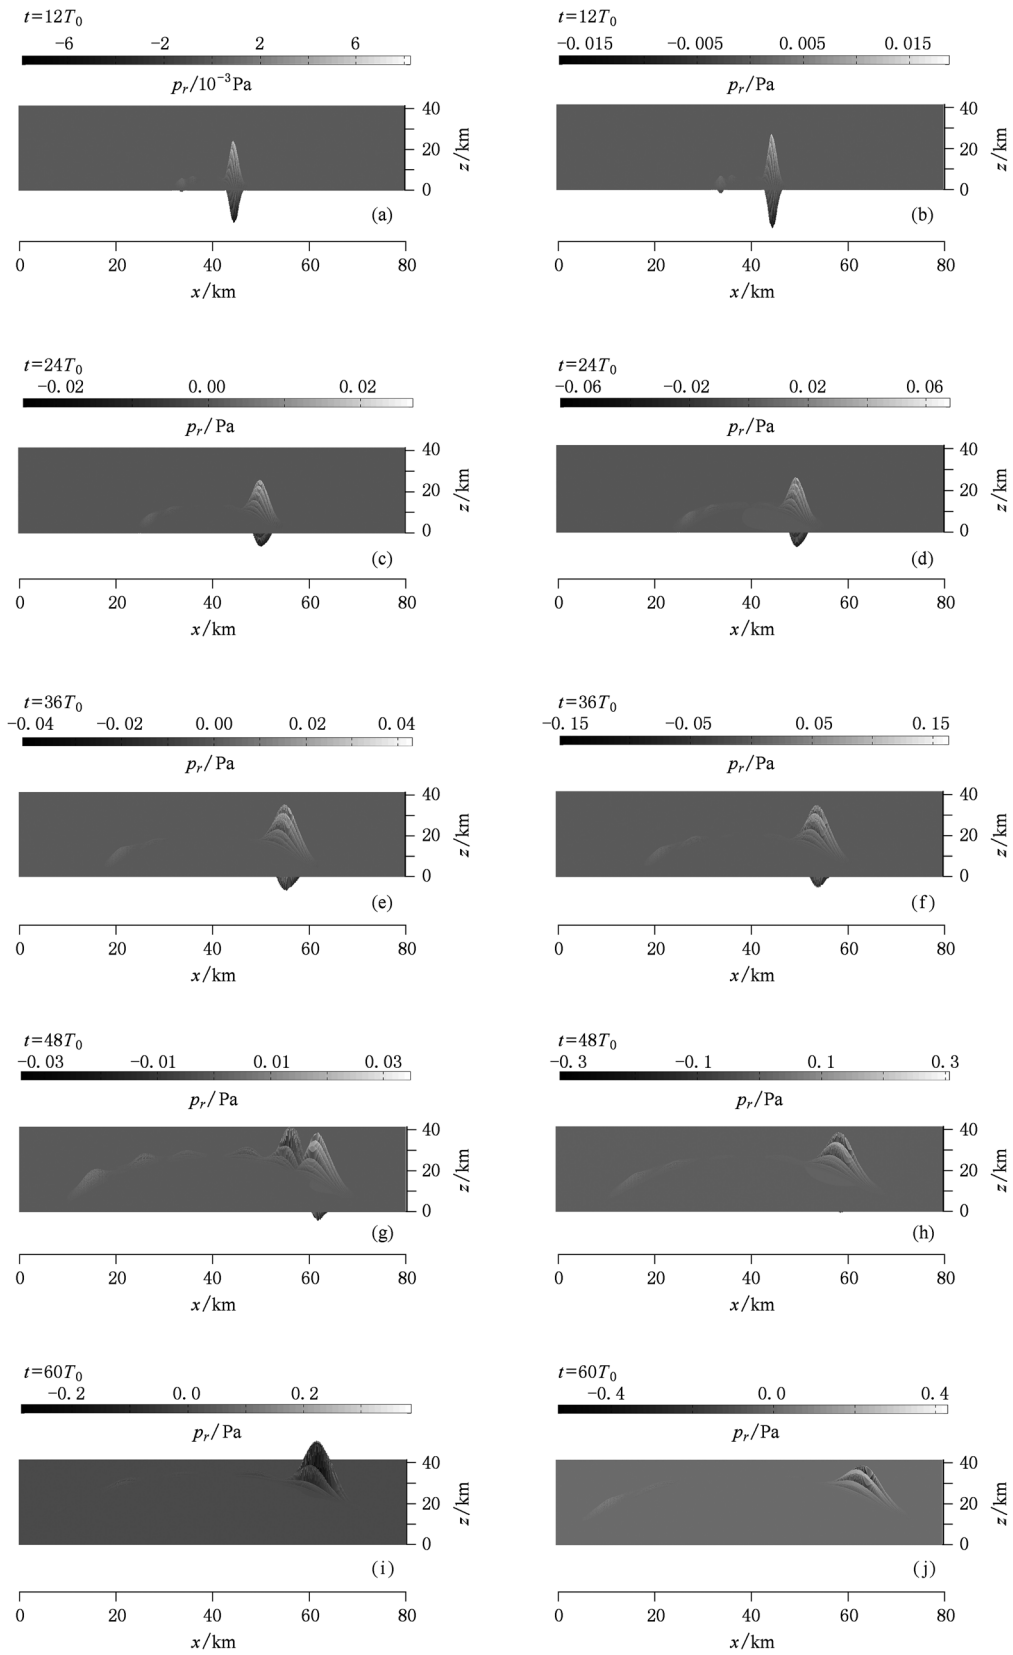 t=12T0
−6 −2 2 6
pr/10−3Pa
40
20
0
z/km
(a)
0 20 40 60 80
x/km
t=12T0
−0.015 −0.005 0.005 0.015
pr/Pa
40
20
0
z/km
(b)
0 20 40 60 80
x/km
t=24T0
−0.02 0.00 0.02
pr/Pa
40
20
0
z/km
(c)
0 20 40 60 80
x/km
t=24T0
−0.06 −0.02 0.02 0.06
pr/Pa
40
20
0
z/km
(d)
0 20 40 60 80
x/km
t=36T0
−0.04 −0.02 0.00 0.02 0.04
pr/Pa
40
20
0
z/km
(e)
0 20 40 60 80
x/km
t=36T0
−0.15 −0.05 0.05 0.15
pr/Pa
40
20
0
z/km
(f)
0 20 40 60 80
x/km
t=48T0
−0.03 −0.01 0.01 0.03
pr/Pa
40
20
0
z/km
(g)
0 20 40 60 80
x/km
t=48T0
−0.3 −0.1 0.1 0.3
pr/Pa
40
20
0
z/km
(h)
0 20 40 60 80
x/km
t=60T0
−0.2 0.0 0.2
pr/Pa
40
20
0
z/km
(i)
0 20 40 60 80
x/km
t=60T0
−0.4 0.0 0.4
pr/Pa
40
20
0
z/km
(j)
0 20 40 60 80
x/km